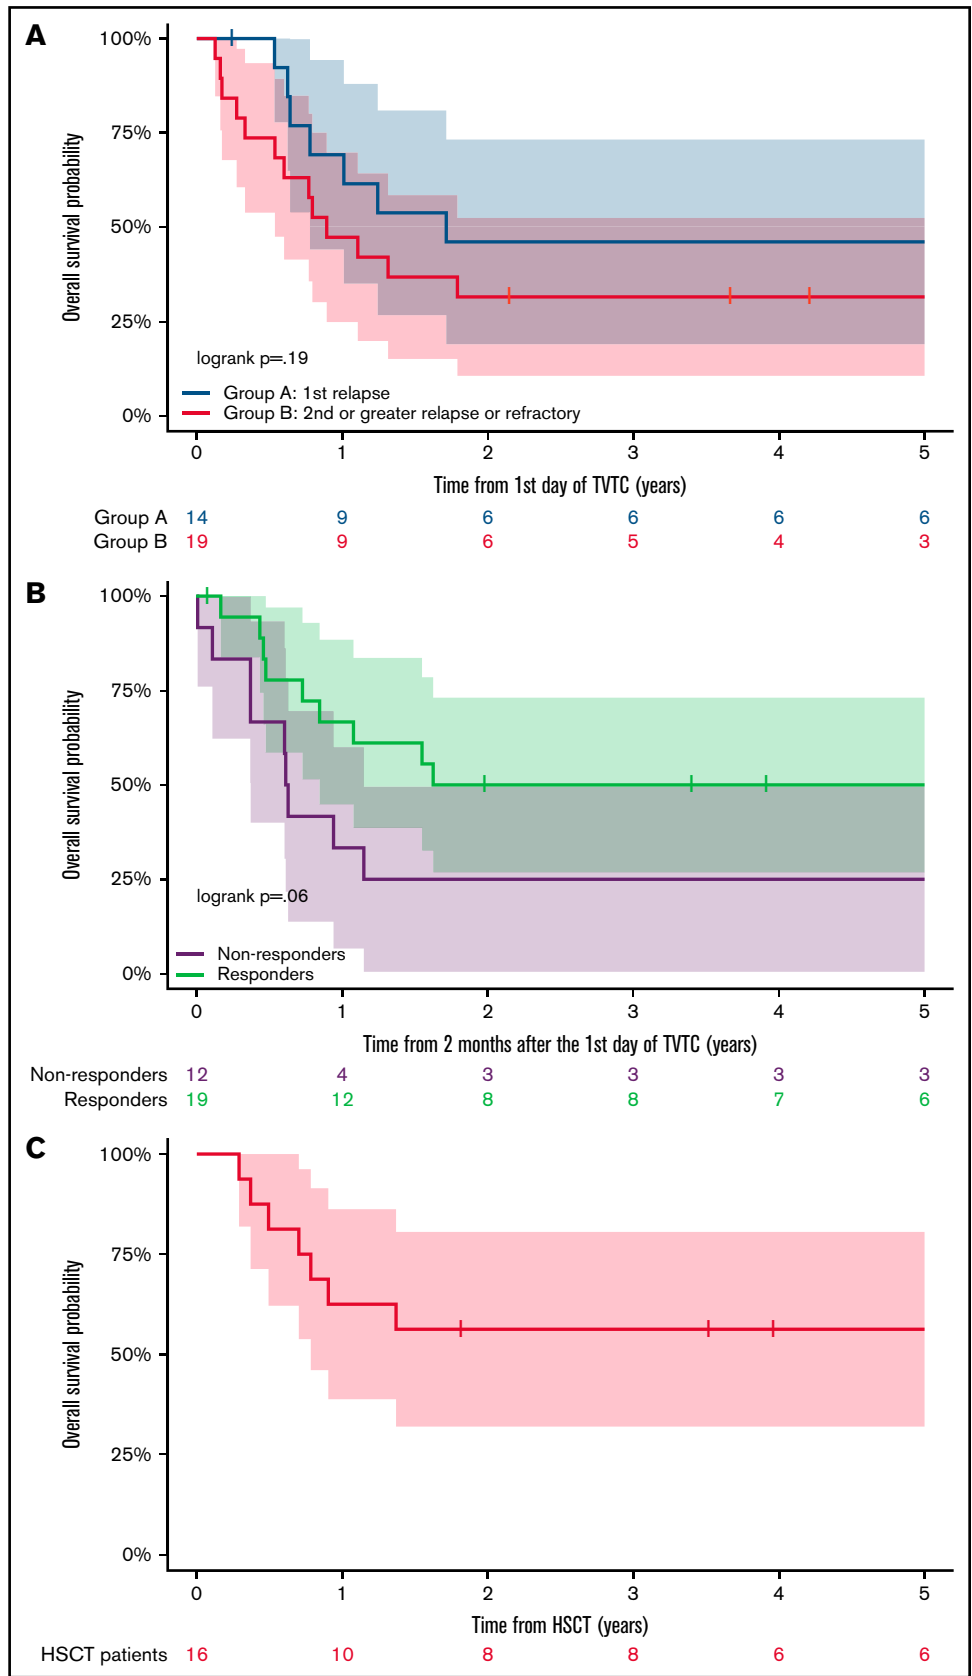 A
Overall survival probability
100%
75%
50%
25%
0%
logrank p=.19
Group A: 1st relapse
Group B: 2nd or greater relapse or refractory
0 1 2 3 4 5
Time from 1st day of TVTC (years)
Group A 14 9 6 6 6 6
Group B 19 9 6 5 4 3
B
Overall survival probability
100%
75%
50%
25%
0%
logrank p=.06
Non-responders
Responders
0 1 2 3 4 5
Time from 2 months after the 1st day of TVTC (years)
Non-responders 12 4 3 3 3 3
Responders 19 12 8 8 7 6
C
Overall survival probability
100%
75%
50%
25%
0%
0 1 2 3 4 5
Time from HSCT (years)
HSCT patients 16 10 8 8 6 6